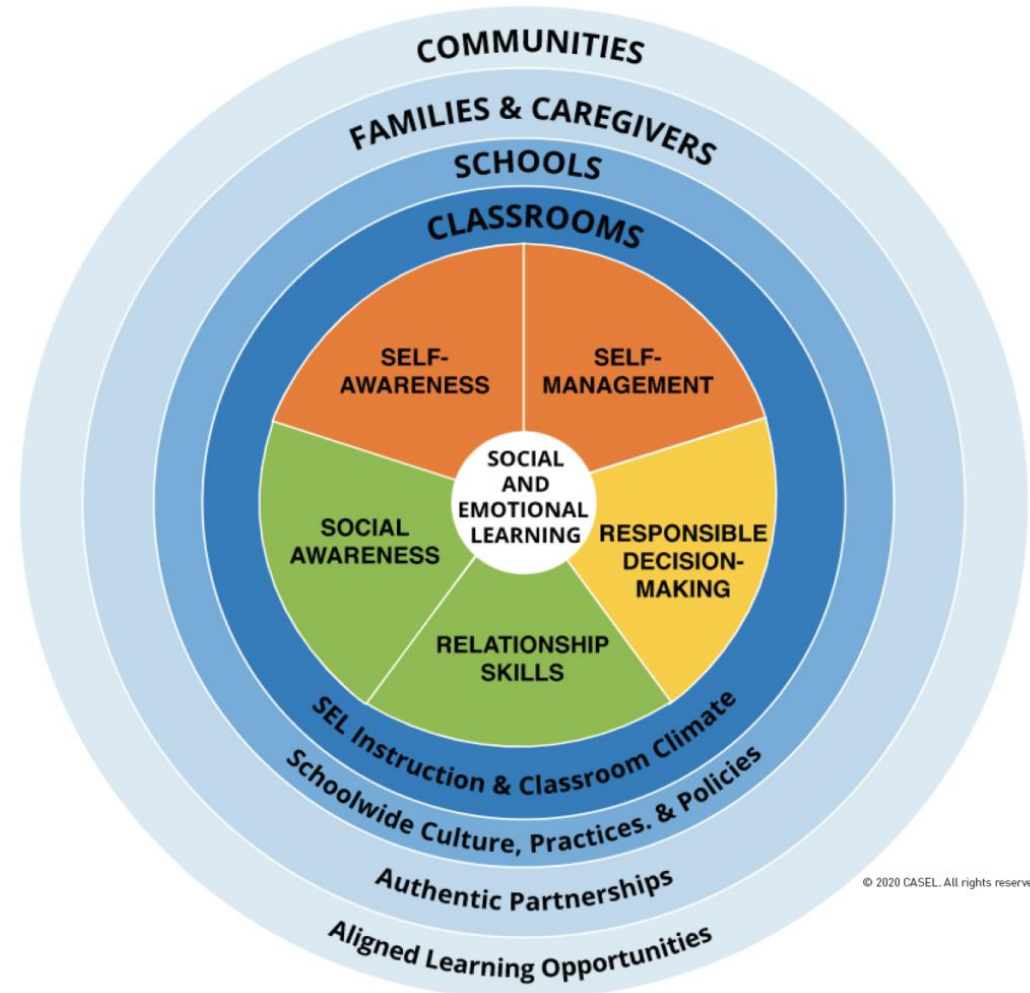 COMMUNITIES
FAMILIES & CAREGIVERS
SCHOOLS
CLASSROOMS
SELF-
AWARENESS
SELF-
MANAGEMENT
SOCIAL
AND
EMOTIONAL
LEARNING
SOCIAL
AWARENESS
RESPONSIBLE
DECISION-
MAKING
RELATIONSHIP
SKILLS
SEL Instruction & Classroom Climate
Schoolwide Culture, Practices. & Policies
Authentic Partnerships
Aligned Learning Opportunities
© 2020 CASEL. All rights reserve